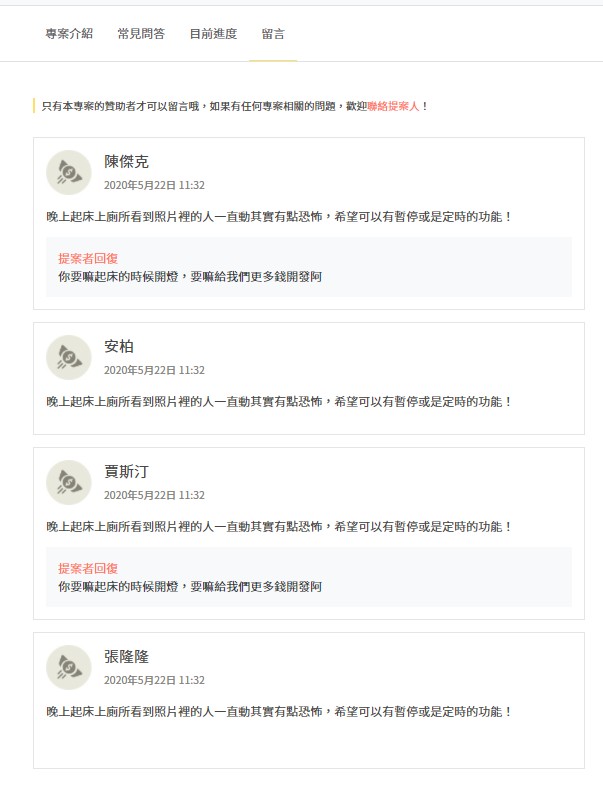 專案介紹 常見問答 目前進度 留言
只有本專案的贊助者才可以留言哦，如果有任何專案相關的問題，歡迎聯絡提案人！
陳傑克
2020年5月22日 11:32
晚上起床上廁所看到照片裡的人一直動其實有點恐怖，希望可以有暫停或是定時的功能！
提案者回復
你要嘛起床的時候開燈，要嘛給我們更多錢開發阿
安柏
2020年5月22日 11:32
晚上起床上廁所看到照片裡的人一直動其實有點恐怖，希望可以有暫停或是定時的功能！
賈斯汀
2020年5月22日 11:32
晚上起床上廁所看到照片裡的人一直動其實有點恐怖，希望可以有暫停或是定時的功能！
提案者回復
你要嘛起床的時候開燈，要嘛給我們更多錢開發阿
張隆隆
2020年5月22日 11:32
晚上起床上廁所看到照片裡的人一直動其實有點恐怖，希望可以有暫停或是定時的功能！